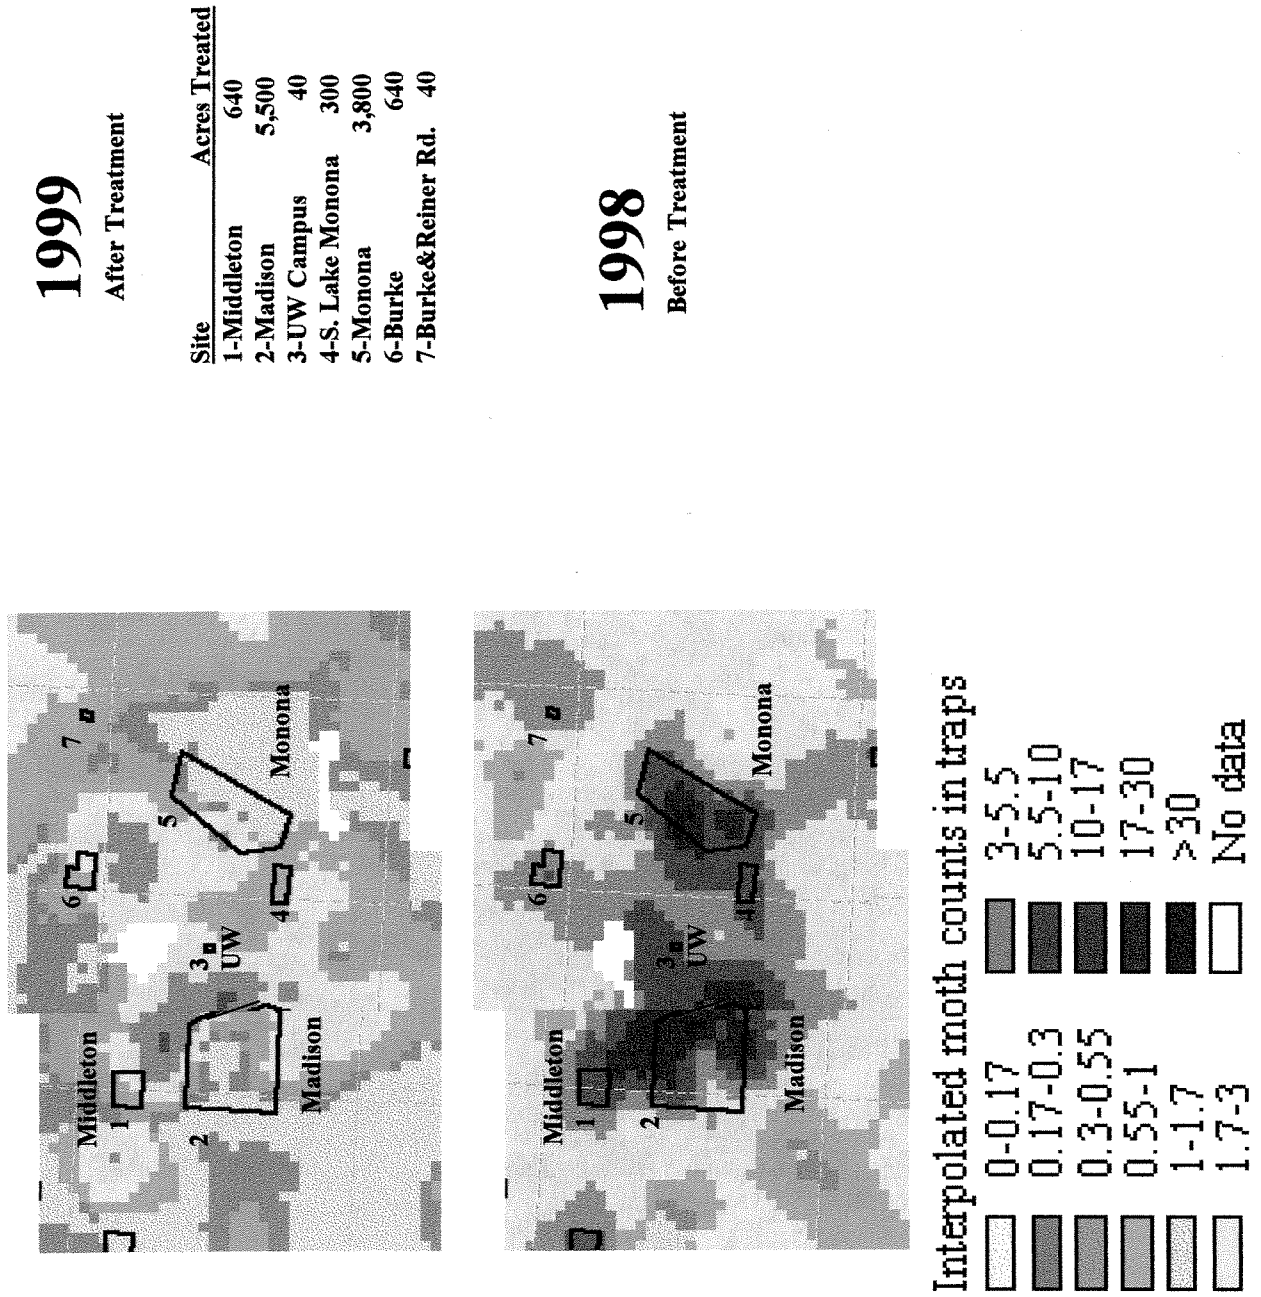 1999
After Treatment
Site Acres Treated
1-Middleton 640
2-Madison 5,500
3-UW Campus 40
4-S. Lake Monona 300
5-Monona 3,800
6-Burke 640
7-Burke&Reiner Rd. 40
Middleton
1
2
Madison
3
UW
4
5
Monona
6
7
1998
Before Treatment
Middleton
1
2
Madison
3
UW
4
5
Monona
6
7
Interpolated moth counts in traps
0-0.17
0.17-0.3
0.3-0.55
0.55-1
1-1.7
1.7-3
3-5.5
5.5-10
10-17
17-30
>30
No data